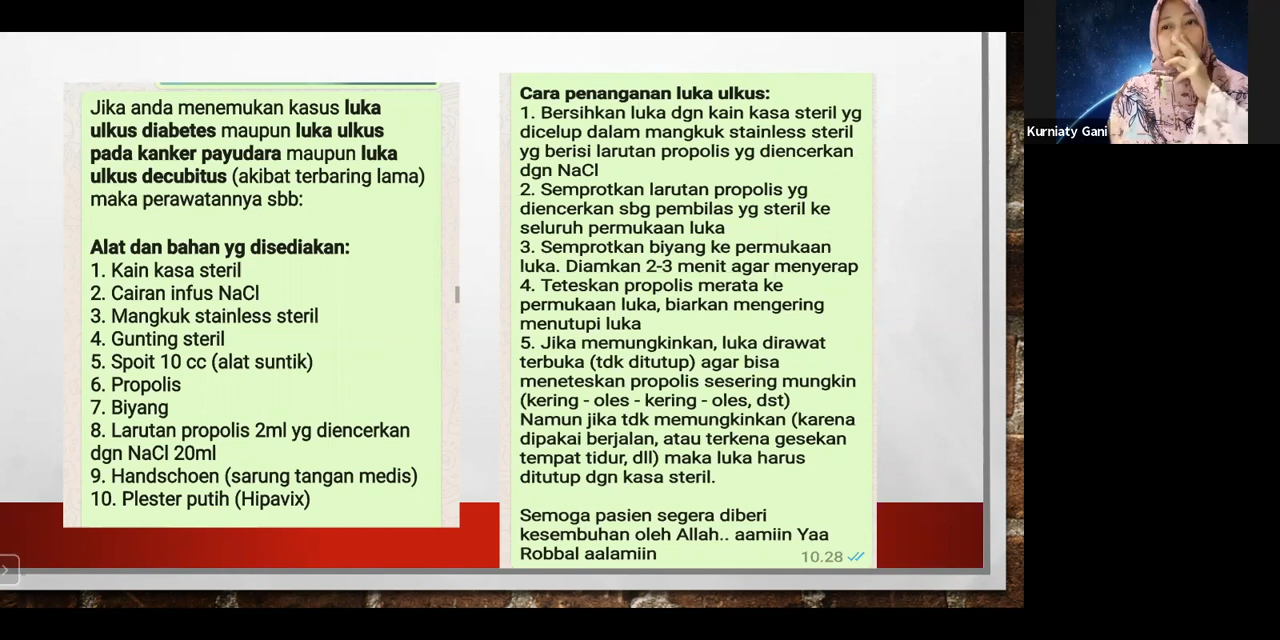 Jika anda menemukan kasus luka
ulkus diabetes maupun luka ulkus
pada kanker payudara maupun luka
ulkus decubitus (akibat terbaring lama)
maka perawatannya sbb:
Alat dan bahan yg disediakan:
1. Kain kasa steril
2. Cairan infus NaCl
3. Mangkuk stainless steril
4. Gunting steril
5. Spoit 10 cc (alat suntik)
6. Propolis
7. Biyang
8. Larutan propolis 2ml yg diencerkan
dgn NaCl 20ml
9. Handschoen (sarung tangan medis)
10. Plester putih (Hipavix)
Cara penanganan luka ulkus:
1. Bersihkan luka dgn kain kasa steril yg
dicelup dalam mangkuk stainless steril
yg berisi larutan propolis yg diencerkan
dgn NaCl
2. Semprotkan larutan propolis yg
diencerkan sbg pembilas yg steril ke
seluruh permukaan luka
3. Semprotkan biyang ke permukaan
luka. Diamkan 2-3 menit agar menyerap
4. Teteskan propolis merata ke
permukaan luka, biarkan mengering
menutupi luka
5. Jika memungkinkan, luka dirawat
terbuka (tdk ditutup) agar bisa
meneteskan propolis sesering mungkin
(kering - oles - kering - oles, dst)
Namun jika tdk memungkinkan (karena
dipakai berjalan, atau terkena gesekan
tempat tidur, dll) maka luka harus
ditutup dgn kasa steril.
Semoga pasien segera diberi
kesembuhan oleh Allah.. aamiin Yaa
Robbal aalamiin
10.28
Kurniaty Gani